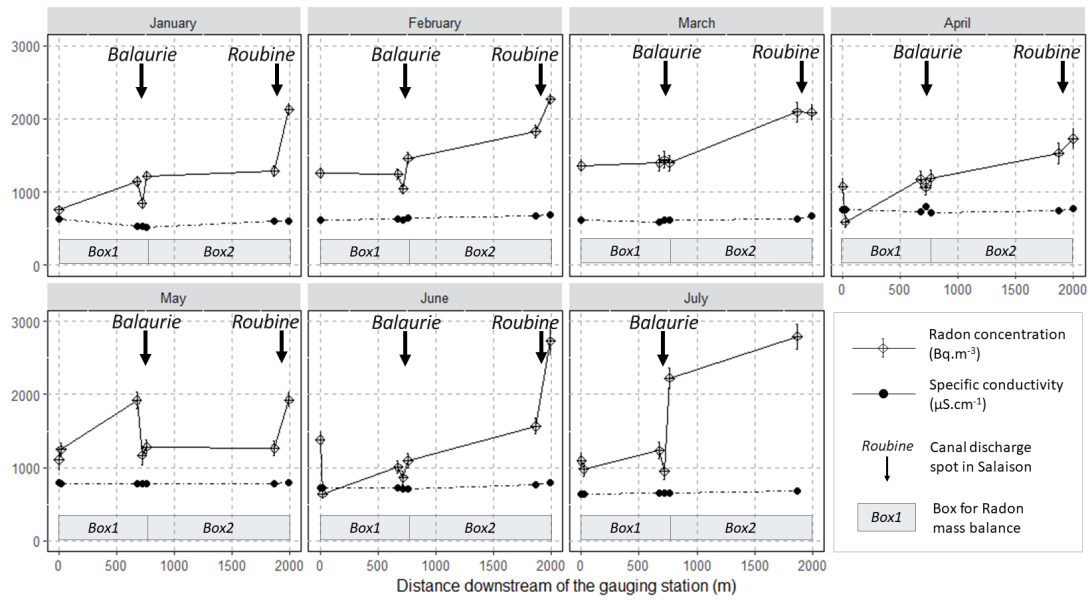 January
February
March
April
3000
2000
1000
0
Balaurie
Roubine
Box1
Box2
Balaurie
Roubine
Box1
Box2
Balaurie
Roubine
Box1
Box2
Balaurie
Roubine
Box1
Box2
0
500
1000
1500
2000
May
June
July
3000
2000
1000
0
Balaurie
Roubine
Box1
Box2
Balaurie
Roubine
Box1
Box2
Balaurie
Box1
Box2
0
500
1000
1500
2000
0
500
1000
1500
2000
0
500
1000
1500
2000
Distance downstream of the gauging station (m)
Radon concentration
(Bq.m⁻³)
Specific conductivity
(µS.cm⁻¹)
Roubine
Canal discharge
spot in Salaison
Box1
Box for Radon
mass balance